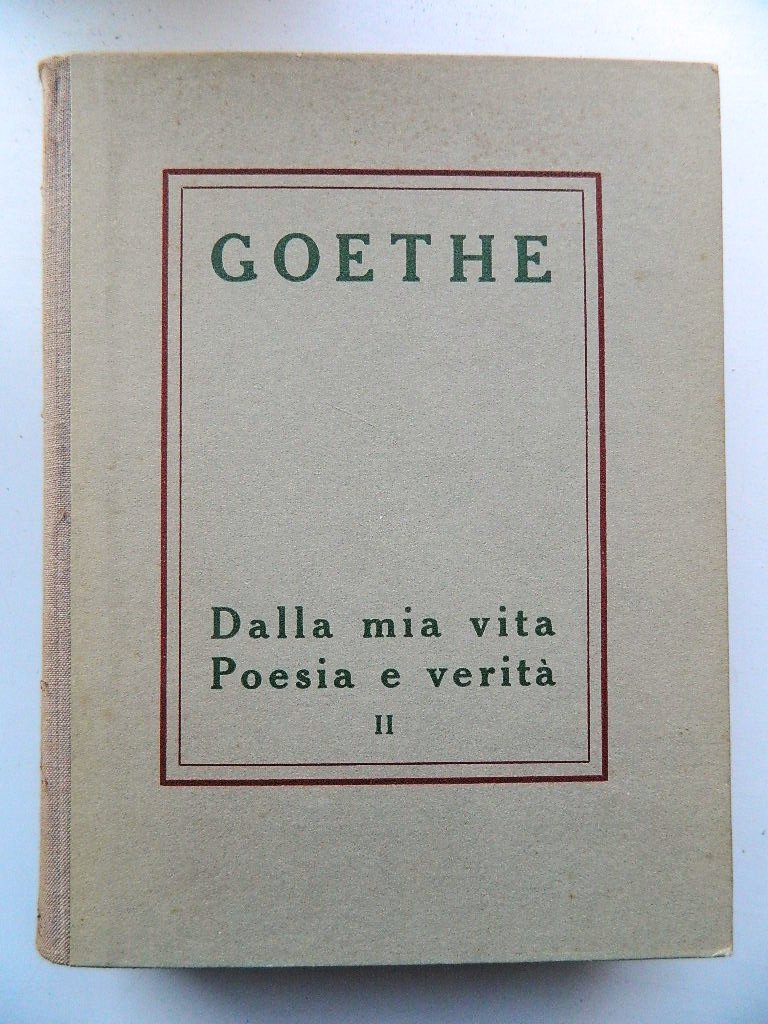 GOETHE
Dalla mia vita
Poesia e verità
II